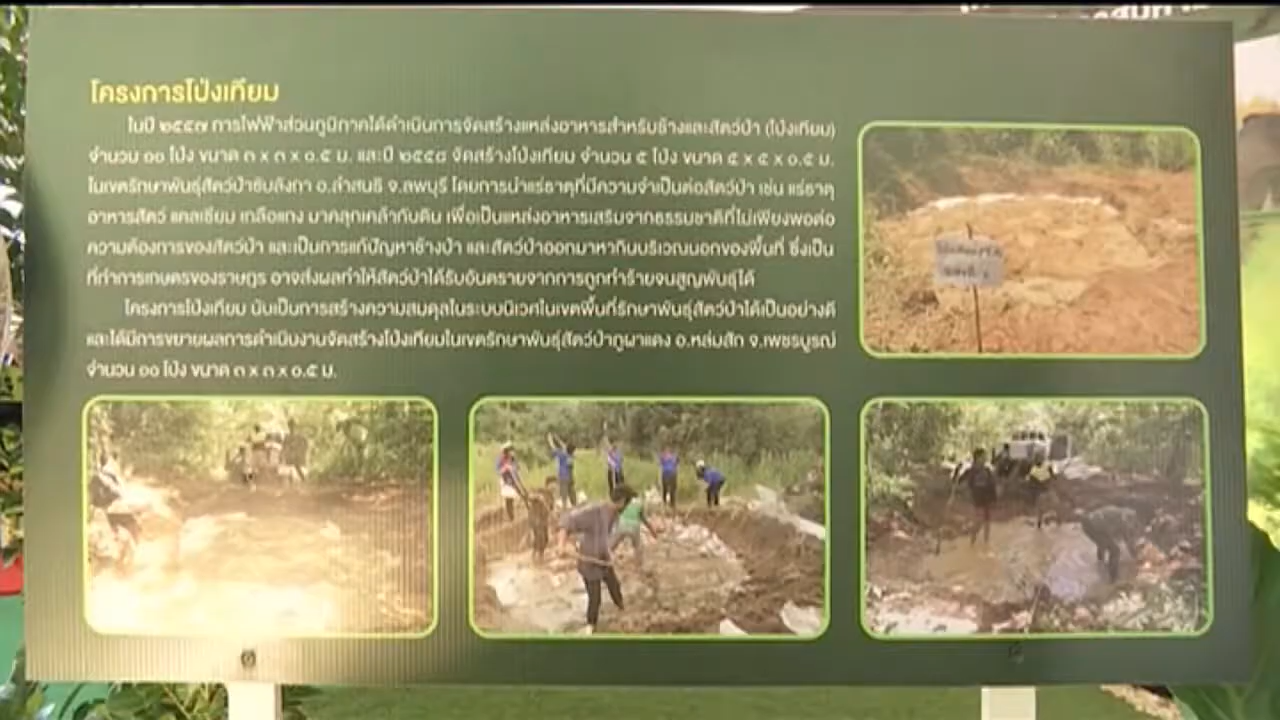 โครงการโป่งเทียม
ในปี ๒๕๕๗ การไฟฟ้าส่วนภูมิภาคได้ดำเนินการจัดสร้างแหล่งอาหารสำหรับช้างและสัตว์ป่า (โป่งเทียม)
จำนวน ๑๐ โป่ง ขนาด ๓ x ๓ x ๐.๕ ม. และปี ๒๕๕๘ จัดสร้างโป่งเทียม จำนวน ๕ โป่ง ขนาด ๕ x ๕ x ๐.๕ ม.
ในเขตรักษาพันธุ์สัตว์ป่าซับลังกา อ.ลำสนธิ จ.ลพบุรี โดยการนำแร่ธาตุที่มีความจำเป็นต่อสัตว์ป่า เช่น แร่ธาตุ
อาหารสัตว์ แคลเซียม เกลือแกง มาคลุกเคล้ากับดิน เพื่อเป็นแหล่งอาหารเสริมจากธรรมชาติที่ไม่เพียงพอต่อ
ความต้องการของสัตว์ป่า และเป็นการแก้ปัญหาช้างป่า และสัตว์ป่าออกมาหากินบริเวณนอกของพื้นที่ ซึ่งเป็น
ที่ทำการเกษตรของราษฎร อาจส่งผลทำให้สัตว์ป่าได้รับอันตรายจากการถูกทำร้ายจนสูญพันธุ์ได้
โครงการโป่งเทียม นับเป็นการสร้างความสมดุลในระบบนิเวศในเขตพื้นที่รักษาพันธุ์สัตว์ป่าได้เป็นอย่างดี
และได้มีการขยายผลการดำเนินงานจัดสร้างโป่งเทียมในเขตรักษาพันธุ์สัตว์ป่าภูผาแดง อ.หล่มสัก จ.เพชรบูรณ์
จำนวน ๑๐ โป่ง ขนาด ๓ x ๓ x ๐.๕ ม.